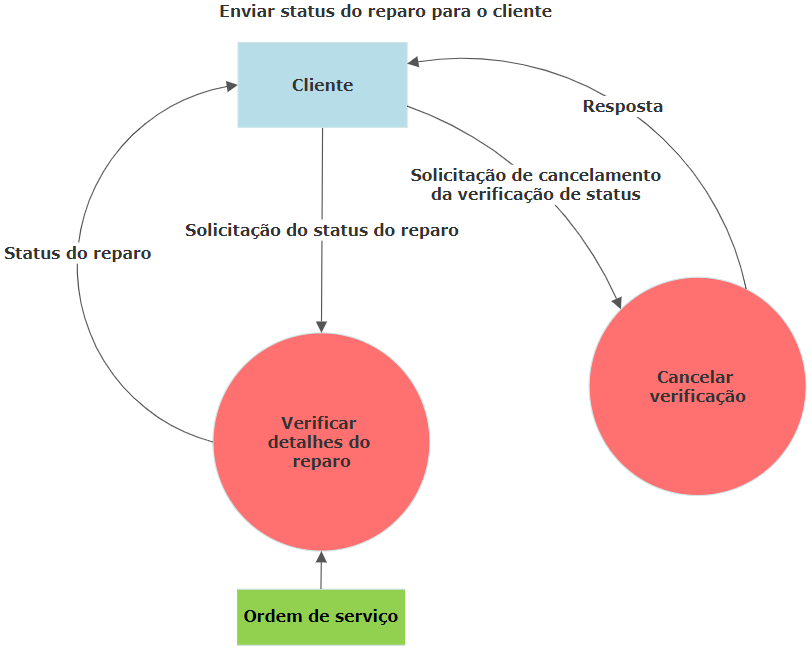 Enviar status do reparo para o cliente
Cliente
Resposta
Solicitação de cancelamento
da verificação de status
Solicitação do status do reparo
Status do reparo
Cancelar
verificação
Verificar
detalhes do
reparo
Ordem de serviço